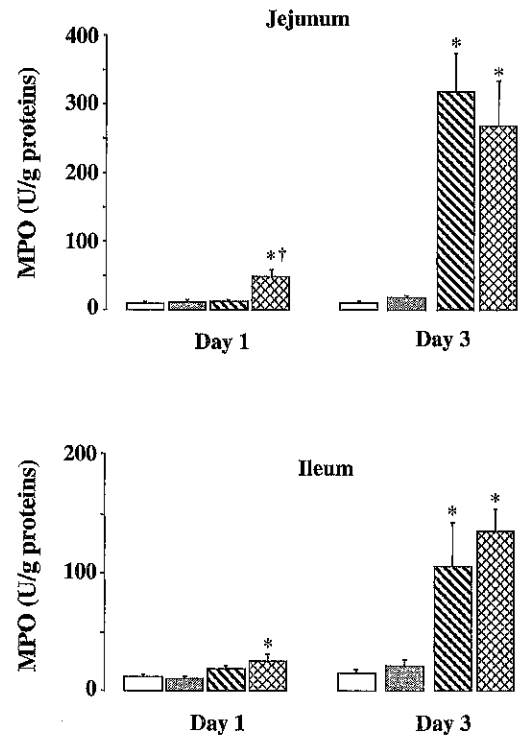 Jejunum
MPO (U/g proteins)
400
300
200
100
0
*†
*
*
Day 1
Day 3
Ileum
MPO (U/g proteins)
200
100
0
*
*
*
Day 1
Day 3